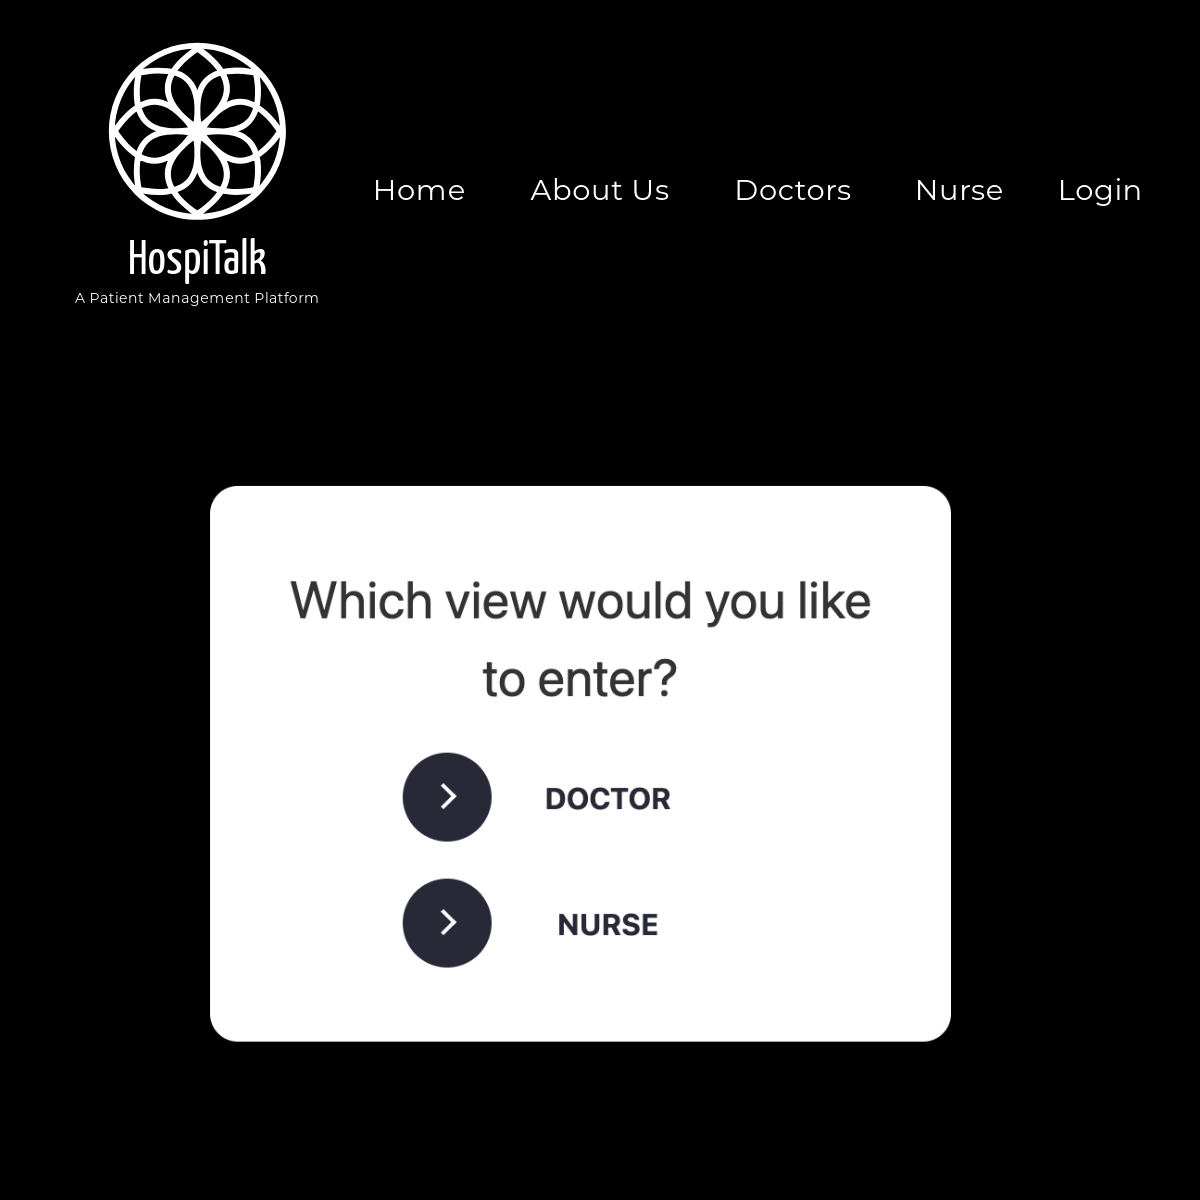 HospiTalk
A Patient Management Platform
Home About Us Doctors Nurse Login
Which view would you like
to enter?
DOCTOR
NURSE